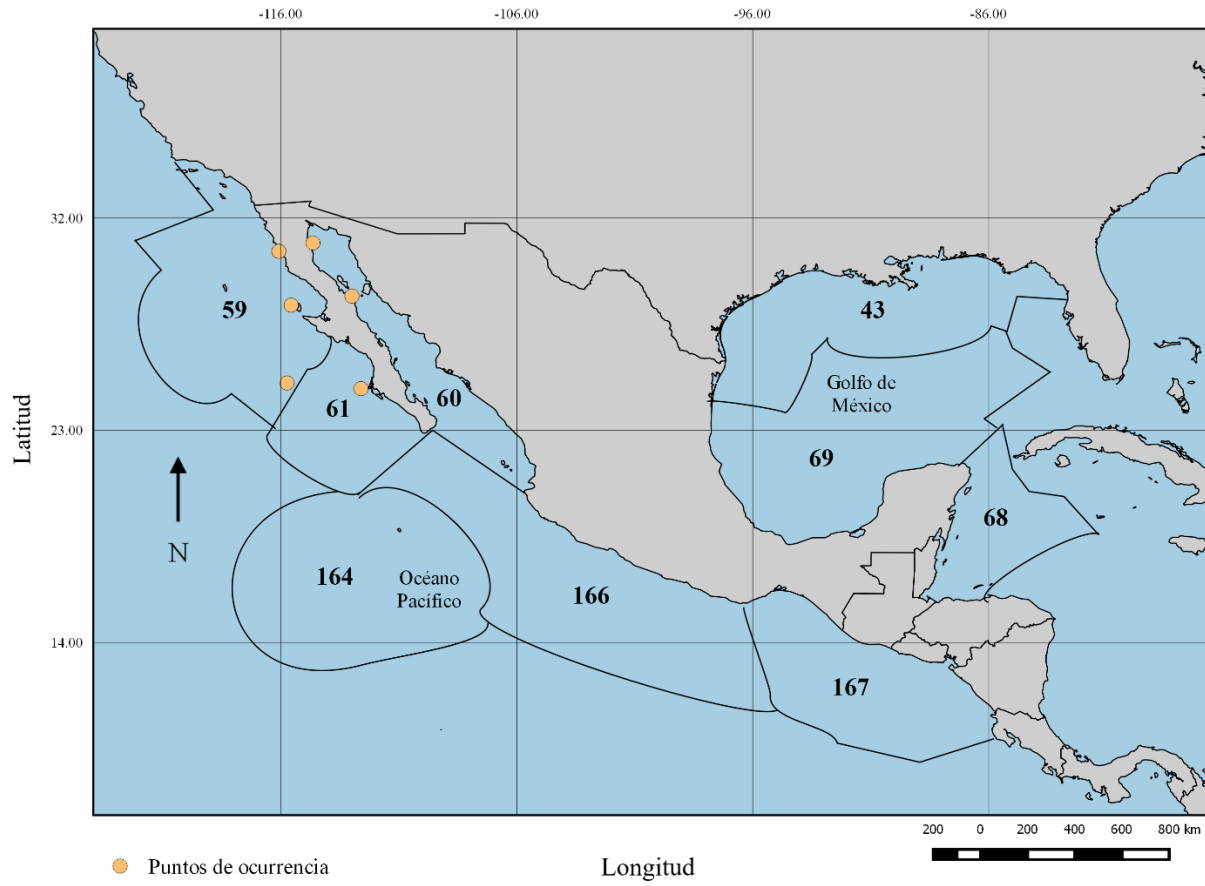 -116.00
-106.00
-96.00
-86.00
32.00
23.00
14.00
Latitud
N
59
60
61
43
Golfo de
México
69
68
164
Océano
Pacífico
166
167
200 0 200 400 600 800 km
Puntos de ocurrencia
Longitud